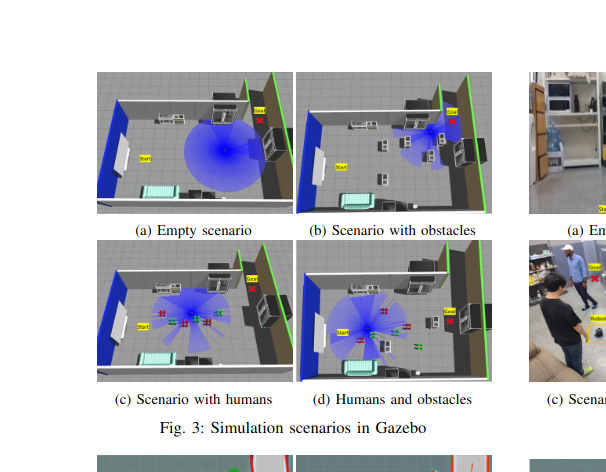 Goal
Start
Goal
Start
(a) Empty scenario
(b) Scenario with obstacles
(a) Em
Goal
Start
Goal
Start
Goal
Robot
(c) Scenario with humans
(d) Humans and obstacles
(c) Scena
Fig. 3: Simulation scenarios in Gazebo